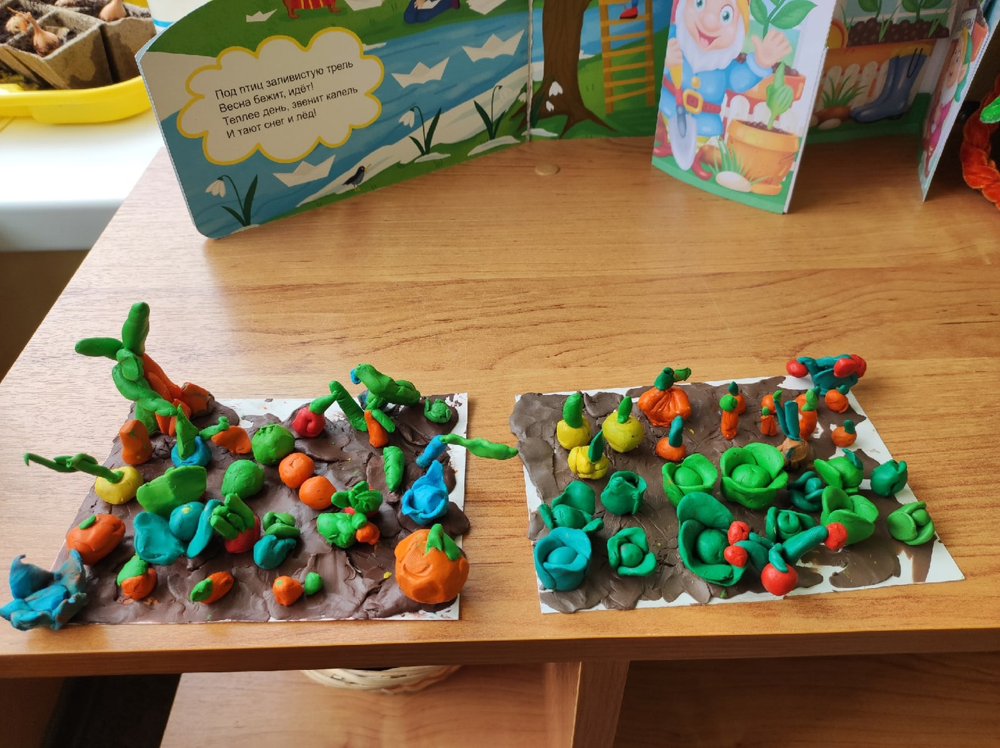 Под птиц заливистую трель
Весна бежит, идёт!
Теплее день, звенит капель
И тают снег и лёд!